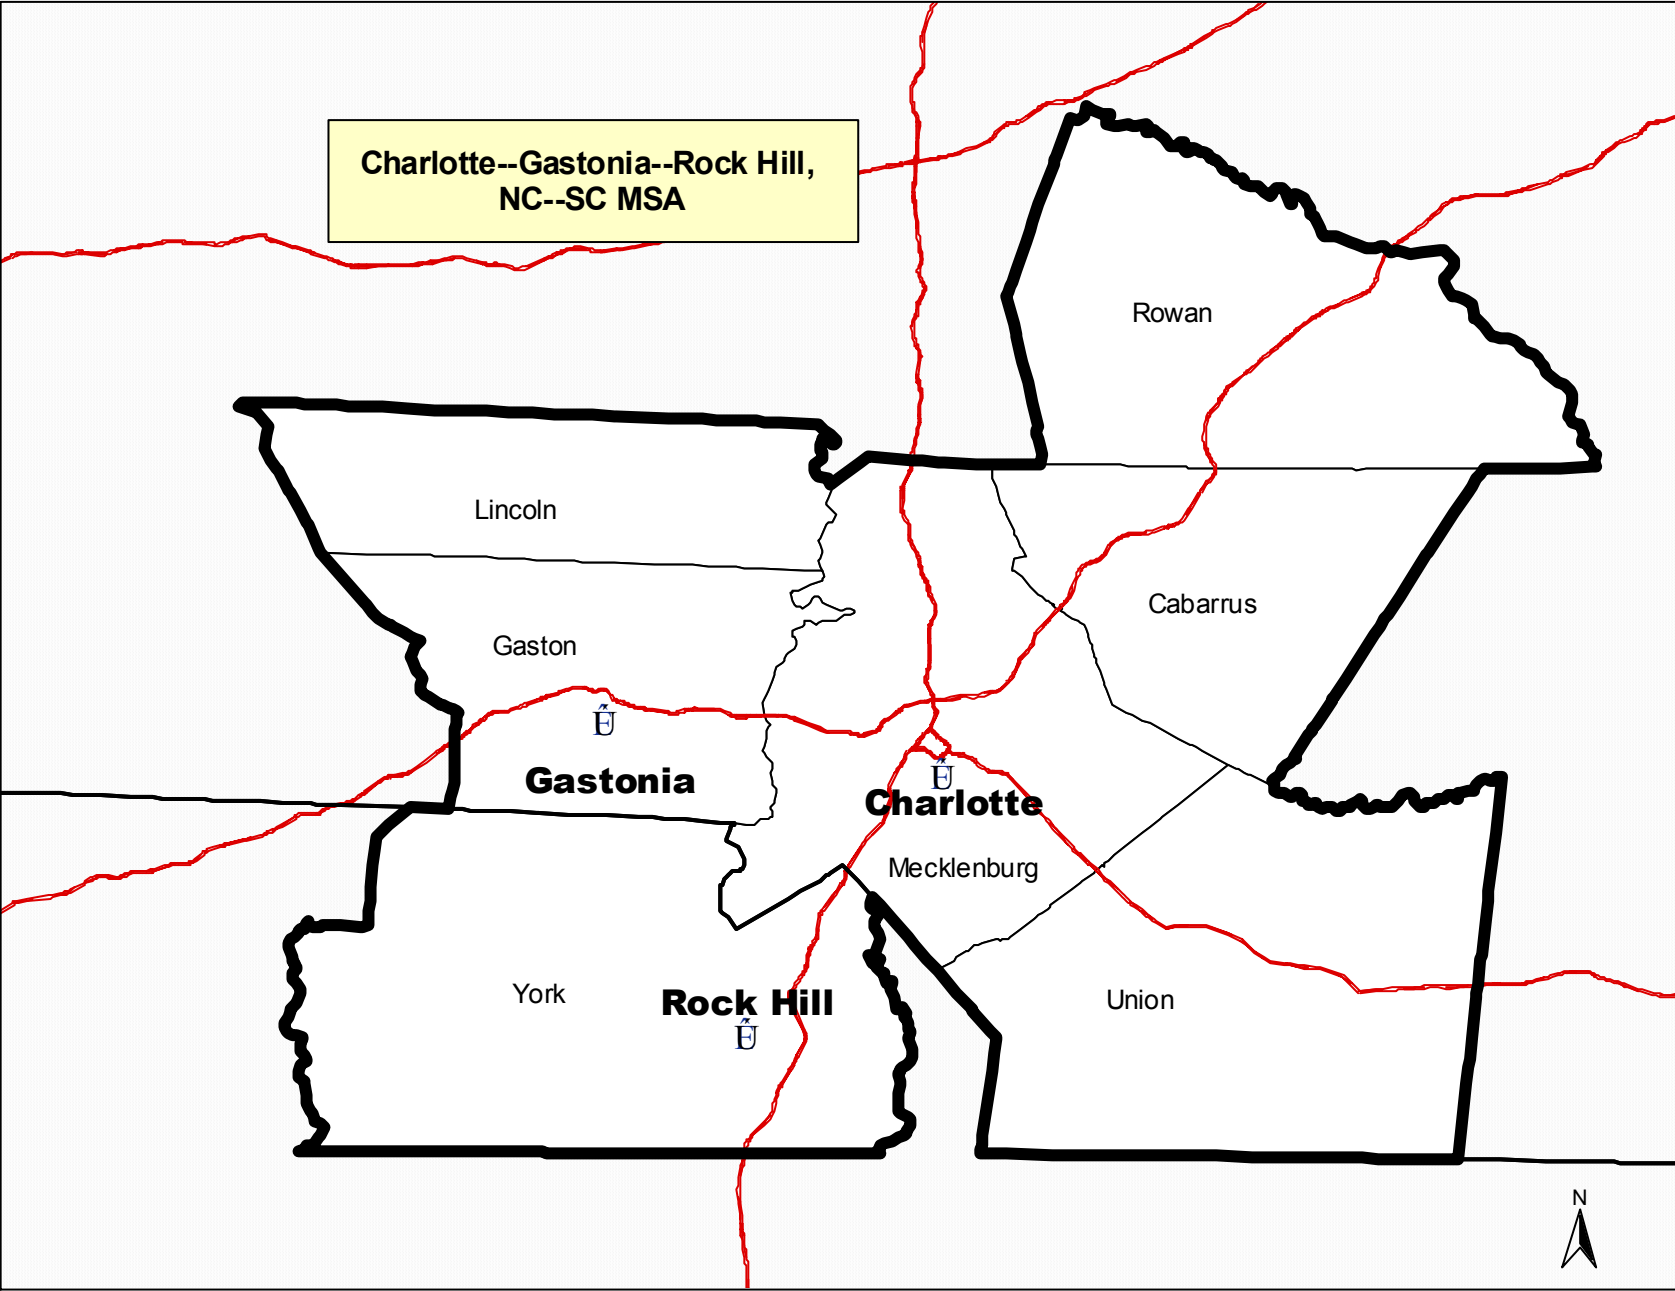 Charlotte--Gastonia--Rock Hill,
NC--SC MSA
Rowan
Lincoln
Cabarrus
Gaston
Gastonia
Charlotte
Mecklenburg
York
Rock Hill
Union
N